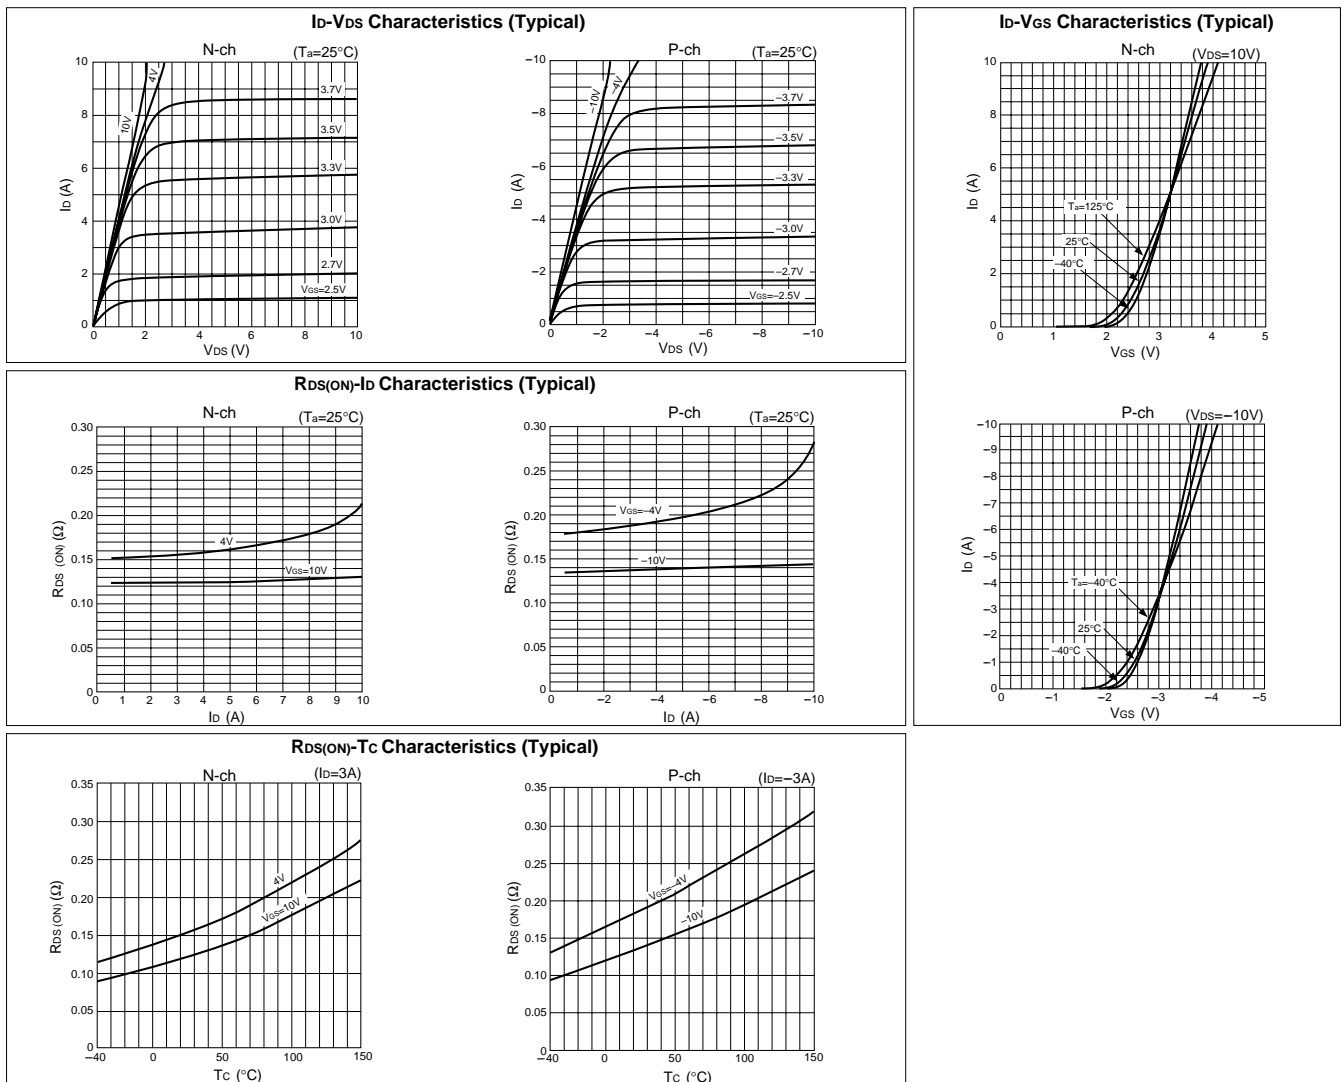 ID-VDS Characteristics (Typical)
N-ch
(Ta=25°C)
10
8
6
4
2
0
ID (A)
10V
4V
3.7V
3.5V
3.3V
3.0V
2.7V
VGS=2.5V
0 2 4 6 8 10
VDS (V)
P-ch
(Ta=25°C)
–10
–8
–6
–4
–2
0
ID (A)
–10V
–4V
–3.7V
–3.5V
–3.3V
–3.0V
–2.7V
VGS=–2.5V
0 –2 –4 –6 –8 –10
VDS (V)
ID-VGS Characteristics (Typical)
N-ch
(VDS=10V)
10
8
6
4
2
0
ID (A)
Ta=125°C
25°C
–40°C
0 1 2 3 4 5
VGS (V)
P-ch
(VDS=–10V)
–10
–9
–8
–7
–6
–5
–4
–3
–2
–1
0
ID (A)
Ta=–40°C
25°C
–40°C
0 –1 –2 –3 –4 –5
VGS (V)
RDS(ON)-ID Characteristics (Typical)
N-ch
(Ta=25°C)
0.30
0.25
0.20
0.15
0.10
0.05
0
RDS (ON) (Ω)
4V
VGS=10V
0 1 2 3 4 5 6 7 8 9 10
ID (A)
P-ch
(Ta=25°C)
0.30
0.25
0.20
0.15
0.10
0.05
0
RDS (ON) (Ω)
VGS=–4V
–10V
0 –2 –4 –6 –8 –10
ID (A)
RDS(ON)-TC Characteristics (Typical)
N-ch
(ID=3A)
0.35
0.30
0.25
0.20
0.15
0.10
0.05
0
RDS (ON) (Ω)
4V
VGS=10V
–40 0 50 100 150
TC (°C)
P-ch
(ID=–3A)
0.35
0.30
0.25
0.20
0.15
0.10
0.05
0
RDS (ON) (Ω)
VGS=–4V
–10V
–40 0 50 100 150
TC (°C)